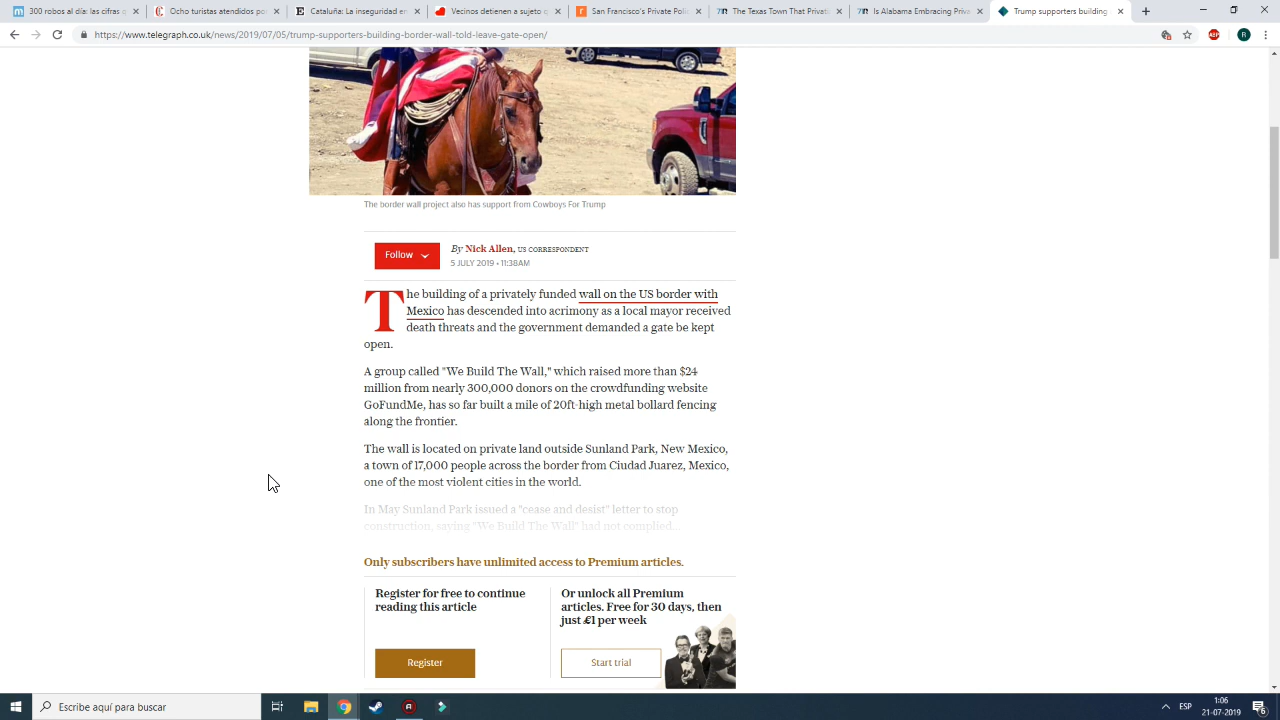 300 robos al día: las cifras q
Ocho turistas atendidos po
Cataluña: La investigación
Velvet Revolution
San Francisco's Private Poli
The Texas Town That Privat
Alabama Embracing Prive
Trump supporters building
https://www.telegraph.co.uk/news/2019/07/05/trump-supporters-building-border-wall-told-leave-gate-open/
The border wall project also has support from Cowboys For Trump
Follow
By Nick Allen, US CORRESPONDENT
5 JULY 2019 • 11:38AM
The building of a privately funded wall on the US border with
Mexico has descended into acrimony as a local mayor received
death threats and the government demanded a gate be kept
open.
A group called "We Build The Wall," which raised more than $24
million from nearly 300,000 donors on the crowdfunding website
GoFundMe, has so far built a mile of 20ft-high metal bollard fencing
along the frontier.
The wall is located on private land outside Sunland Park, New Mexico,
a town of 17,000 people across the border from Ciudad Juarez, Mexico,
one of the most violent cities in the world.
In May Sunland Park issued a "cease and desist" letter to stop
construction, saying "We Build The Wall" had not complied...
Only subscribers have unlimited access to Premium articles.
Register for free to continue
reading this article
Register
Or unlock all Premium
articles. Free for 30 days, then
just £1 per week
Start trial
Escribe aquí para buscar
ESP
1:06
21-07-2019